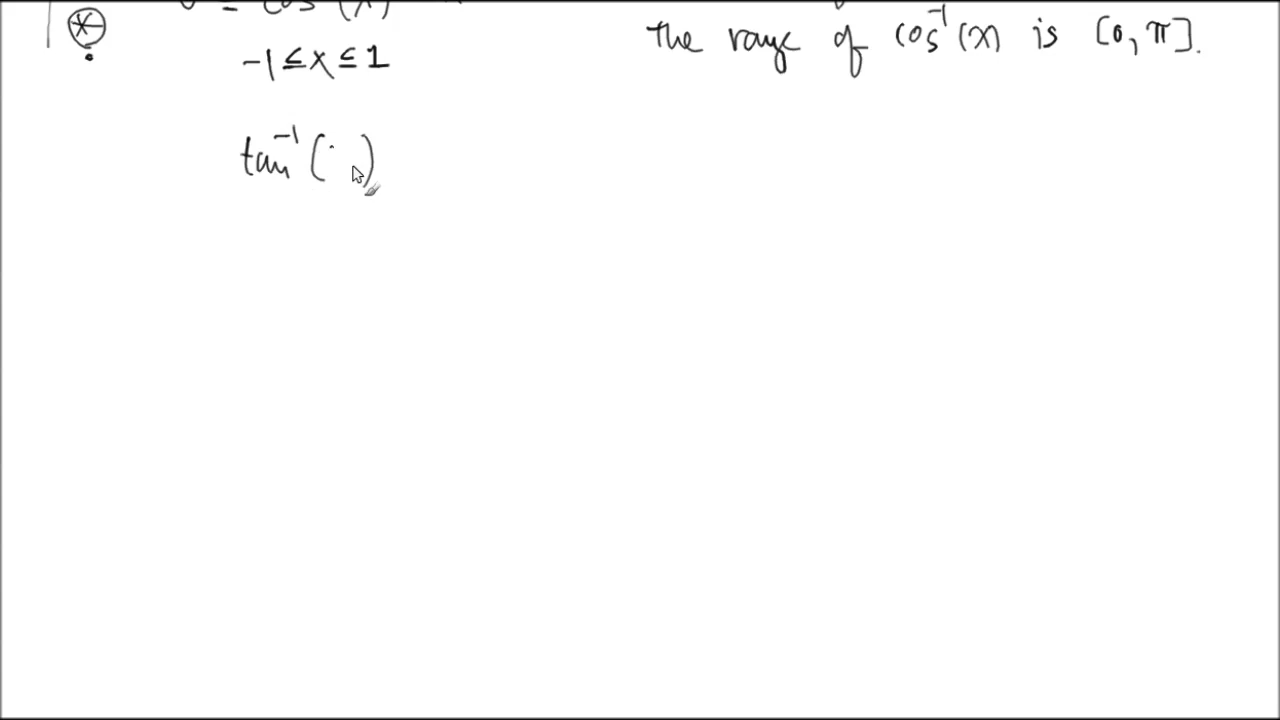 -1 ≤ x ≤ 1
the range of cos⁻¹(x) is [0, π].
tan⁻¹( )